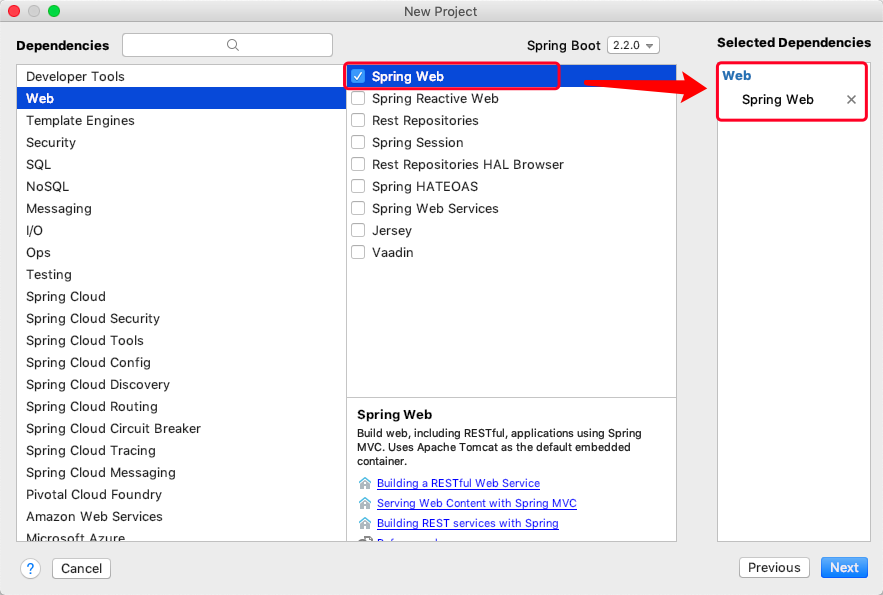 New Project
Dependencies
Spring Boot 2.2.0
Selected Dependencies
Developer Tools
Web
Template Engines
Security
SQL
NoSQL
Messaging
I/O
Ops
Testing
Spring Cloud
Spring Cloud Security
Spring Cloud Tools
Spring Cloud Config
Spring Cloud Discovery
Spring Cloud Routing
Spring Cloud Circuit Breaker
Spring Cloud Tracing
Spring Cloud Messaging
Pivotal Cloud Foundry
Amazon Web Services
Microsoft Azure
Spring Web
Spring Reactive Web
Rest Repositories
Spring Session
Rest Repositories HAL Browser
Spring HATEOAS
Spring Web Services
Jersey
Vaadin
Spring Web
Build web, including RESTful, applications using Spring
MVC. Uses Apache Tomcat as the default embedded
container.
Building a RESTful Web Service
Serving Web Content with Spring MVC
Building REST services with Spring
Web
Spring Web
?
Cancel
Previous
Next